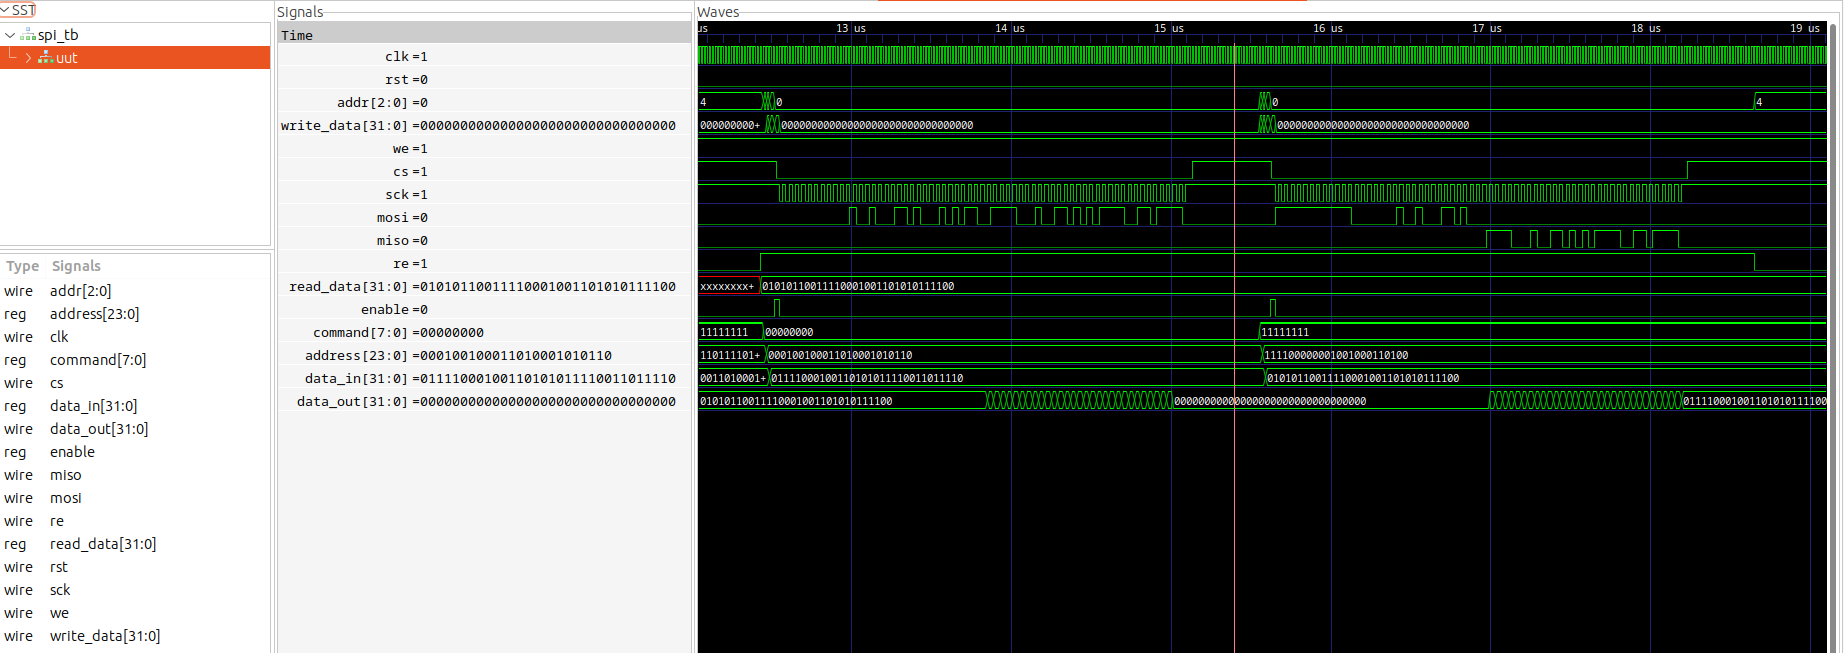 SST
spi_tb
uut
Type Signals
wire addr[2:0]
reg address[23:0]
wire clk
reg command[7:0]
wire cs
reg data_in[31:0]
wire data_out[31:0]
reg enable
wire miso
wire mosi
wire re
reg read_data[31:0]
wire rst
wire sck
wire we
wire write_data[31:0]
Signals
Time
clk =1
rst =0
addr[2:0] =0
write_data[31:0] =00000000000000000000000000000000
we =1
cs =1
sck =1
mosi =0
miso =0
re =1
read_data[31:0] =01010110011110001001101010111100
enable =0
command[7:0] =00000000
address[23:0] =000100100011010001010110
data_in[31:0] =01111000100110101011110011011110
data_out[31:0] =00000000000000000000000000000000
Waves
us 13 us 14 us 15 us 16 us 17 us 18 us 19 us
4 0 0 4
000000000+ 00000000000000000000000000000000 00000000000000000000000000000000
xxxxxxxx+ 01010110011110001001101010111100
11111111 00000000 11111111
110111101+ 000100100011010001010110 111100000001001000110100
0011010001+ 01111000100110101011110011011110 01010110011110001001101010111100
01010110011110001001101010111100 00000000000000000000000000000000 011110001001101010111100